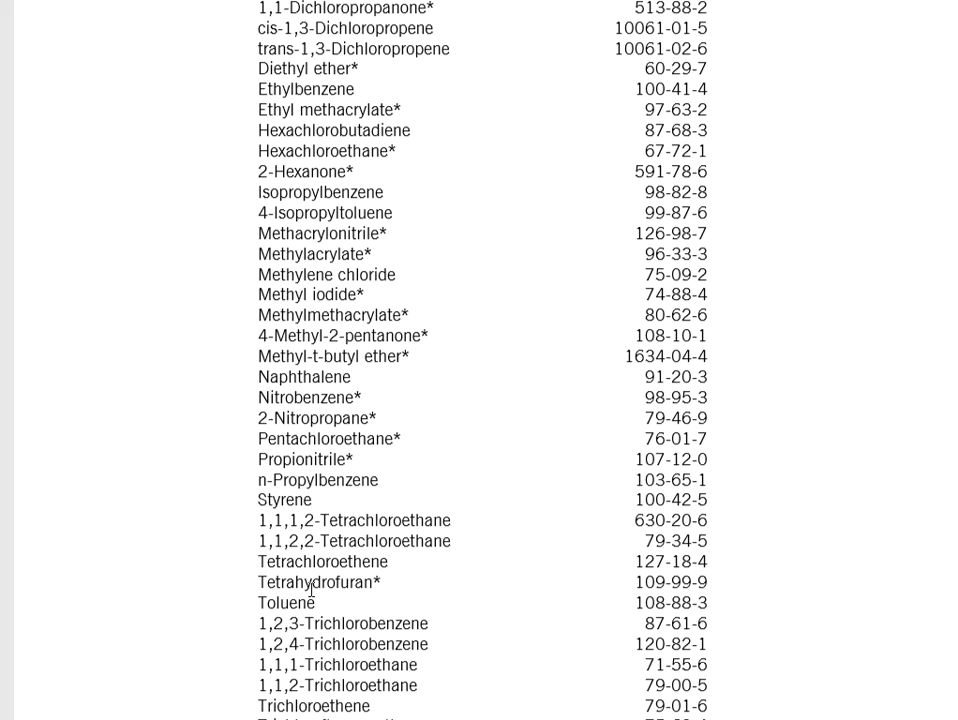 1,1-Dichloropropanone* 513-88-2
cis-1,3-Dichloropropene 10061-01-5
trans-1,3-Dichloropropene 10061-02-6
Diethyl ether* 60-29-7
Ethylbenzene 100-41-4
Ethyl methacrylate* 97-63-2
Hexachlorobutadiene 87-68-3
Hexachloroethane* 67-72-1
2-Hexanone* 591-78-6
Isopropylbenzene 98-82-8
4-Isopropyltoluene 99-87-6
Methacrylonitrile* 126-98-7
Methylacrylate* 96-33-3
Methylene chloride 75-09-2
Methyl iodide* 74-88-4
Methylmethacrylate* 80-62-6
4-Methyl-2-pentanone* 108-10-1
Methyl-t-butyl ether* 1634-04-4
Naphthalene 91-20-3
Nitrobenzene* 98-95-3
2-Nitropropane* 79-46-9
Pentachloroethane* 76-01-7
Propionitrile* 107-12-0
n-Propylbenzene 103-65-1
Styrene 100-42-5
1,1,1,2-Tetrachloroethane 630-20-6
1,1,2,2-Tetrachloroethane 79-34-5
Tetrachloroethene 127-18-4
Tetrahydrofuran* 109-99-9
Toluene 108-88-3
1,2,3-Trichlorobenzene 87-61-6
1,2,4-Trichlorobenzene 120-82-1
1,1,1-Trichloroethane 71-55-6
1,1,2-Trichloroethane 79-00-5
Trichloroethene 79-01-6